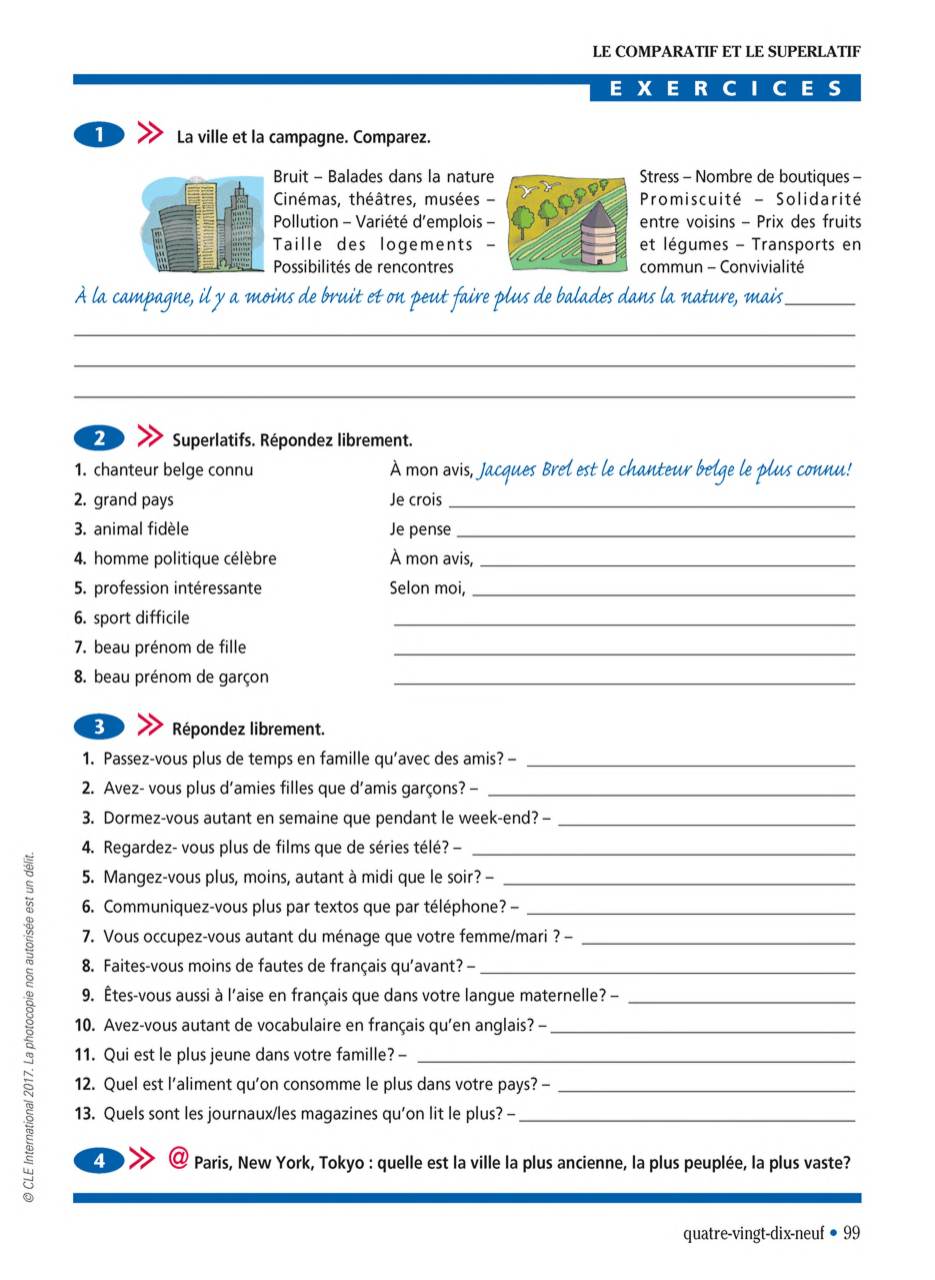 LE COMPARATIF ET LE SUPERLATIF
EXERCICES
1 La ville et la campagne. Comparez.
Bruit – Balades dans la nature
Cinémas, théâtres, musées –
Pollution – Variété d'emplois –
Taille des logements –
Possibilités de rencontres
Stress – Nombre de boutiques –
Promiscuité – Solidarité
entre voisins – Prix des fruits
et légumes – Transports en
commun – Convivialité
À la campagne, il y a moins de bruit et on peut faire plus de balades dans la nature, mais
2 Superlatifs. Répondez librement.
1. chanteur belge connu À mon avis, Jacques Brel est le chanteur belge le plus connu!
2. grand pays Je crois
3. animal fidèle Je pense
4. homme politique célèbre À mon avis,
5. profession intéressante Selon moi,
6. sport difficile
7. beau prénom de fille
8. beau prénom de garçon
3 Répondez librement.
1. Passez-vous plus de temps en famille qu'avec des amis? –
2. Avez- vous plus d'amies filles que d'amis garçons? –
3. Dormez-vous autant en semaine que pendant le week-end? –
4. Regardez- vous plus de films que de séries télé? –
5. Mangez-vous plus, moins, autant à midi que le soir? –
6. Communiquez-vous plus par textos que par téléphone? –
7. Vous occupez-vous autant du ménage que votre femme/mari ? –
8. Faites-vous moins de fautes de français qu'avant? –
9. Êtes-vous aussi à l'aise en français que dans votre langue maternelle? –
10. Avez-vous autant de vocabulaire en français qu'en anglais? –
11. Qui est le plus jeune dans votre famille? –
12. Quel est l'aliment qu'on consomme le plus dans votre pays? –
13. Quels sont les journaux/les magazines qu'on lit le plus? –
4 @ Paris, New York, Tokyo : quelle est la ville la plus ancienne, la plus peuplée, la plus vaste?
© CLE International 2017. La photocopie non autorisée est un délit.
quatre-vingt-dix-neuf • 99